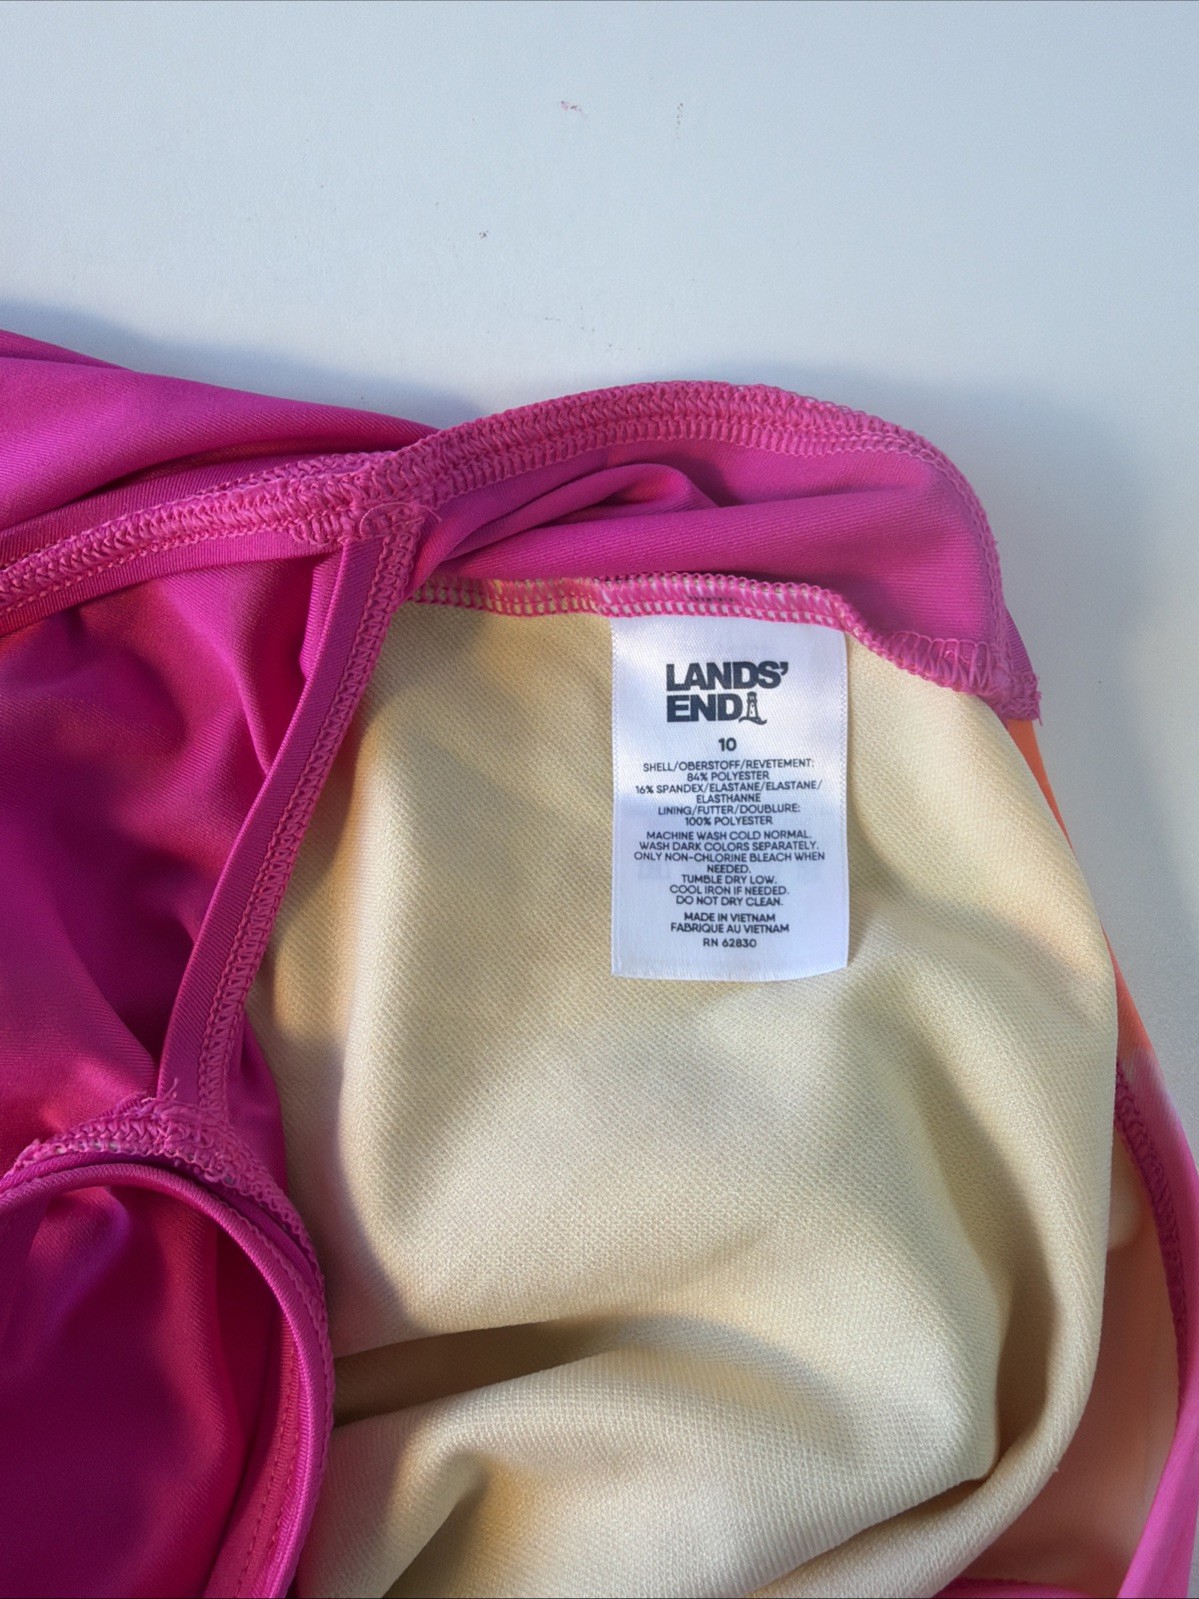 LANDS'
END
10
SHELL/OBERSTOFF/REVETEMENT:
84% POLYESTER
16% SPANDEX/ELASTANE/ELASTANE/
ELASTHANNE
LINING/FUTTER/DOUBLURE:
100% POLYESTER
MACHINE WASH COLD NORMAL.
WASH DARK COLORS SEPARATELY.
ONLY NON-CHLORINE BLEACH WHEN
NEEDED.
TUMBLE DRY LOW.
COOL IRON IF NEEDED.
DO NOT DRY CLEAN.
MADE IN VIETNAM
FABRIQUE AU VIETNAM
RN 62830